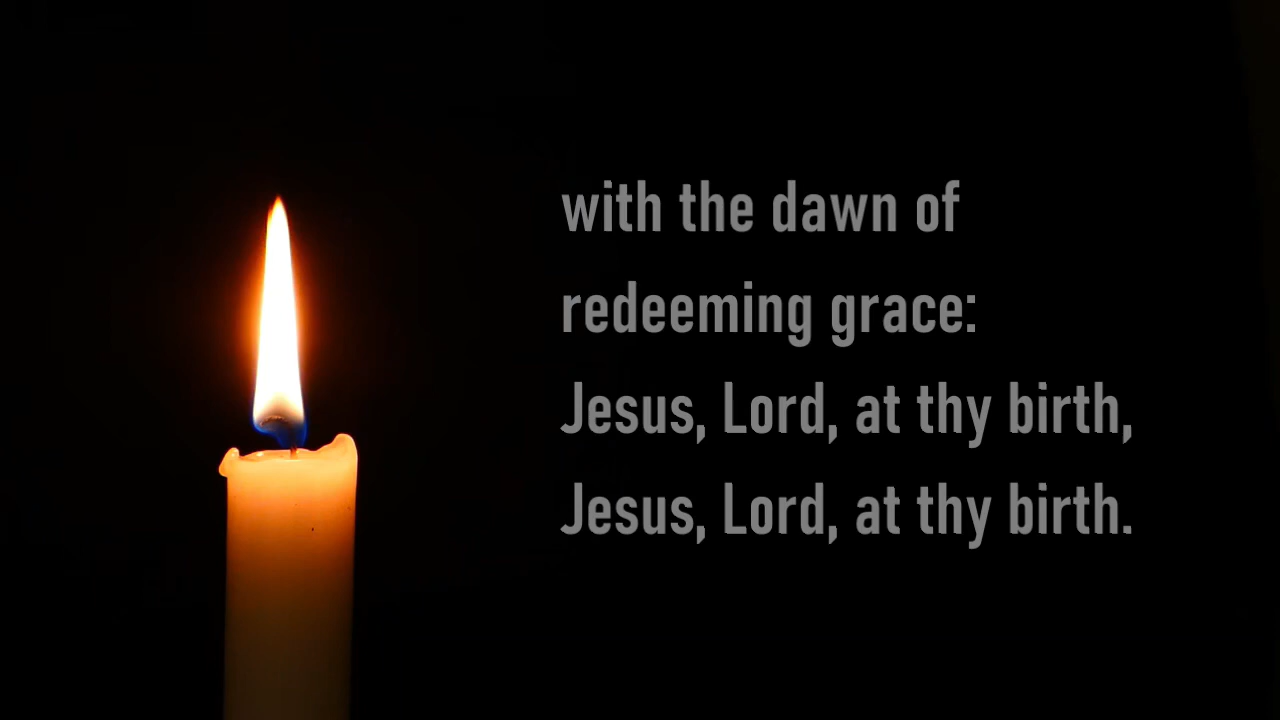 with the dawn of
redeeming grace:
Jesus, Lord, at thy birth,
Jesus, Lord, at thy birth.